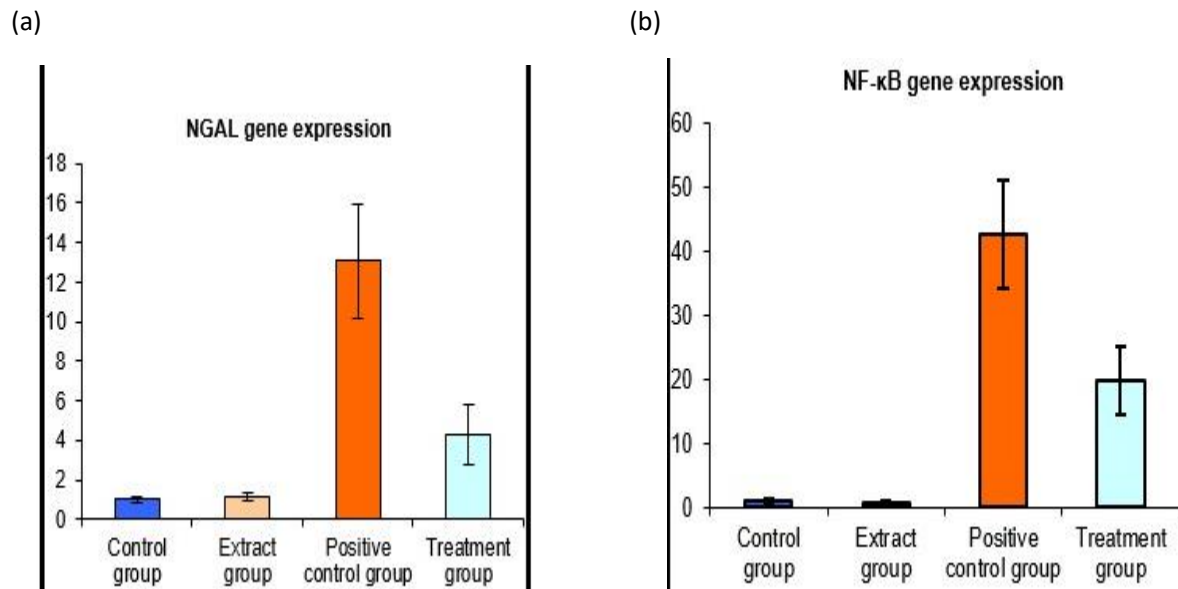 (a)
NGAL gene expression
18
16
14
12
10
8
6
4
2
0
Control
group
Extract
group
Positive
control group
Treatment
group
(b)
NF-κB gene expression
60
50
40
30
20
10
0
Control
group
Extract
group
Positive
control group
Treatment
group